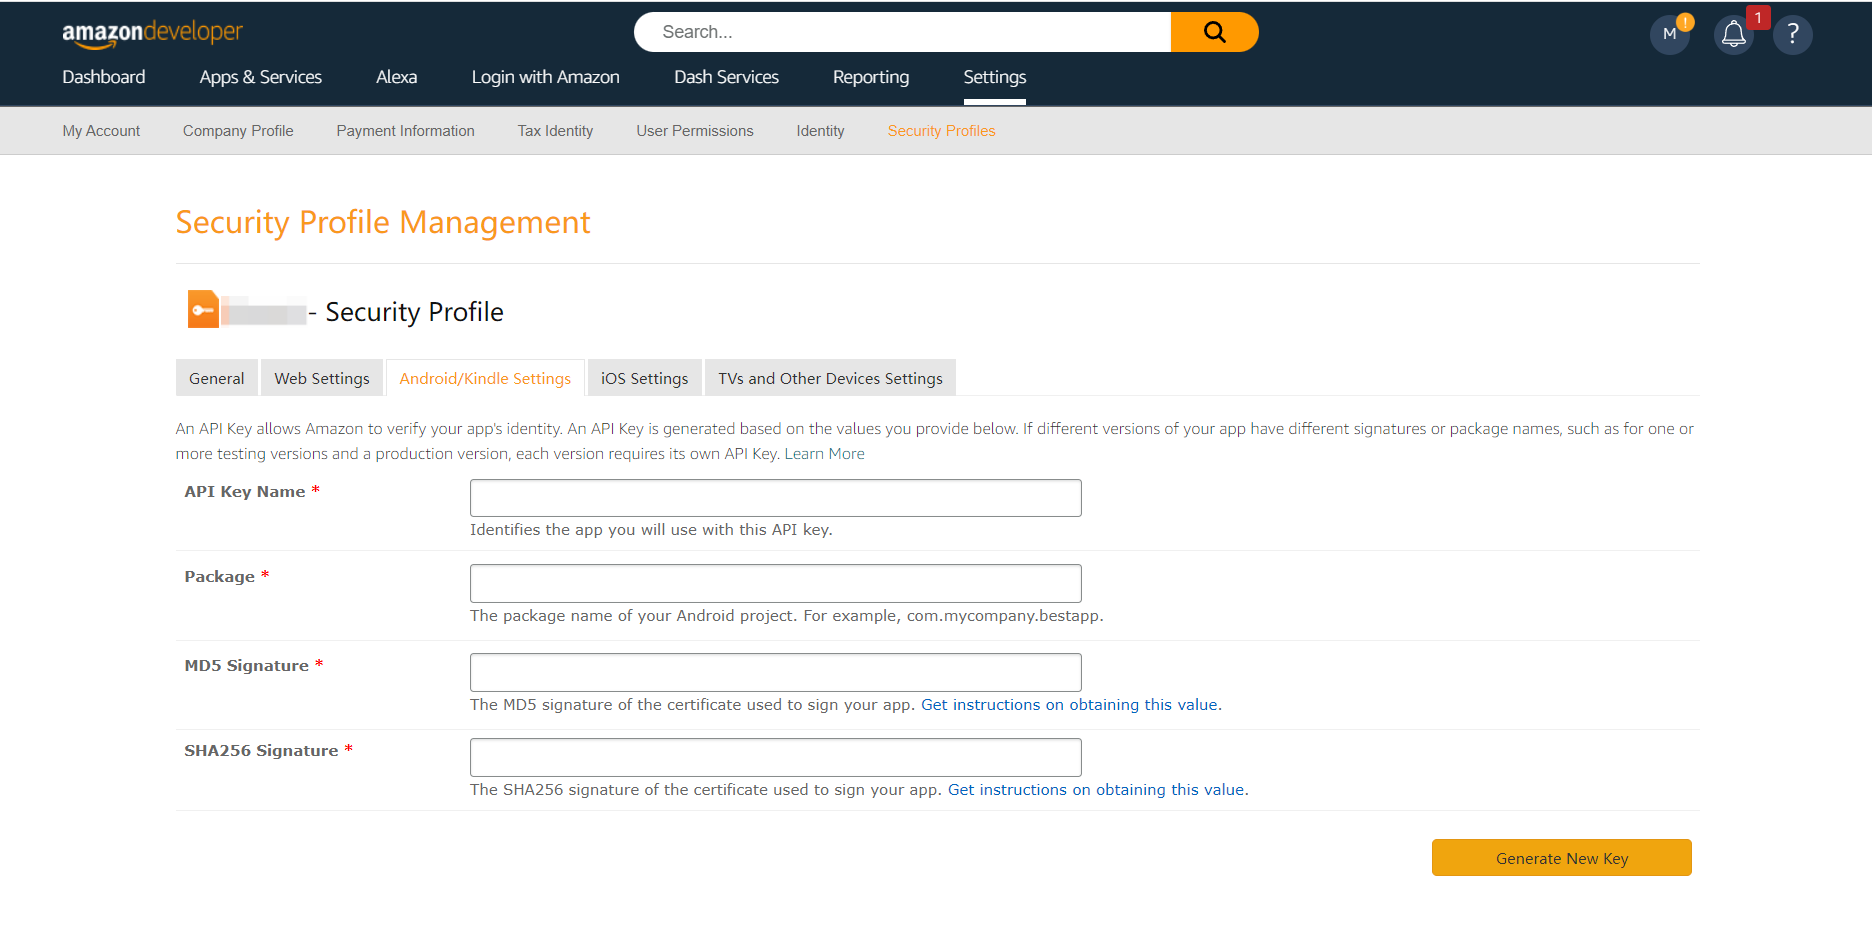 amazondeveloper
Search...
M
!
1
?
Dashboard Apps & Services Alexa Login with Amazon Dash Services Reporting Settings
My Account Company Profile Payment Information Tax Identity User Permissions Identity Security Profiles
Security Profile Management
- Security Profile
General Web Settings Android/Kindle Settings iOS Settings TVs and Other Devices Settings
An API Key allows Amazon to verify your app's identity. An API Key is generated based on the values you provide below. If different versions of your app have different signatures or package names, such as for one or
more testing versions and a production version, each version requires its own API Key. Learn More
API Key Name *
Identifies the app you will use with this API key.
Package *
The package name of your Android project. For example, com.mycompany.bestapp.
MD5 Signature *
The MD5 signature of the certificate used to sign your app. Get instructions on obtaining this value.
SHA256 Signature *
The SHA256 signature of the certificate used to sign your app. Get instructions on obtaining this value.
Generate New Key